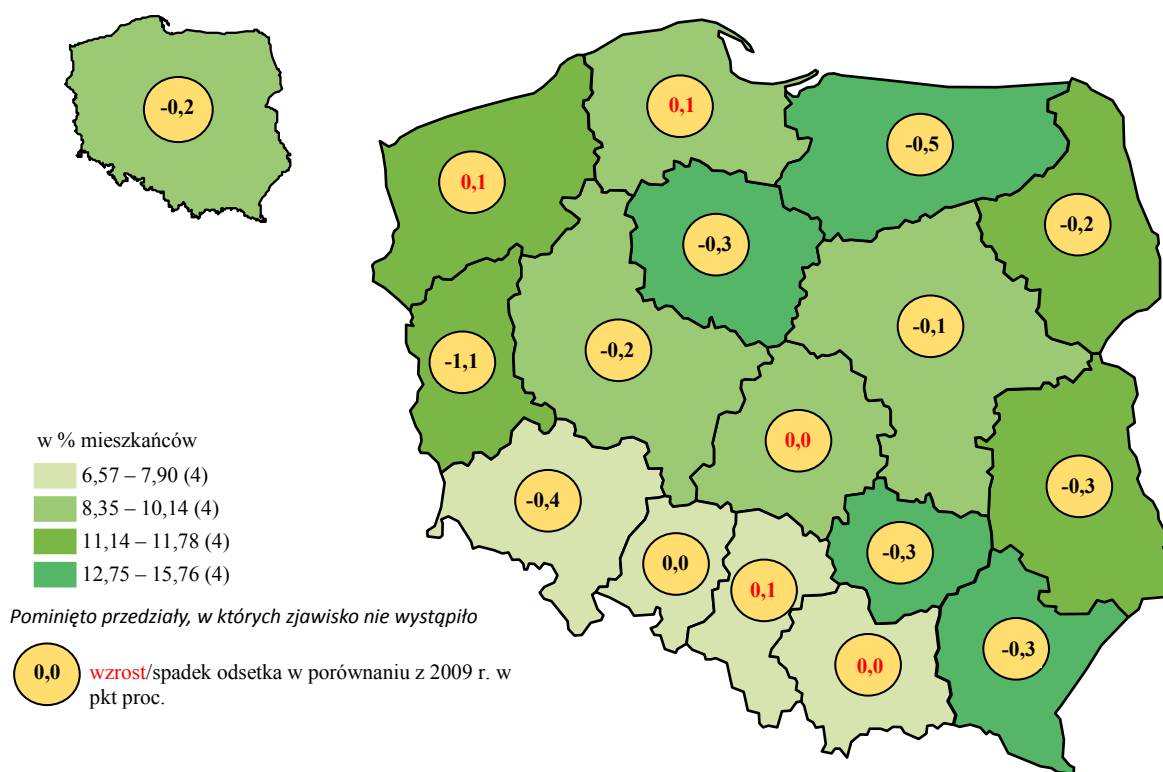 -0,2
0,1
-0,5
0,1
-0,2
-0,3
-0,1
-0,2
-1,1
0,0
-0,3
-0,4
-0,3
0,0
0,1
-0,3
0,0
w % mieszkańców
6,57 – 7,90 (4)
8,35 – 10,14 (4)
11,14 – 11,78 (4)
12,75 – 15,76 (4)
Pominięto przedziały, w których zjawisko nie wystąpiło
0,0
wzrost/spadek odsetka w porównaniu z 2009 r. w
pkt proc.